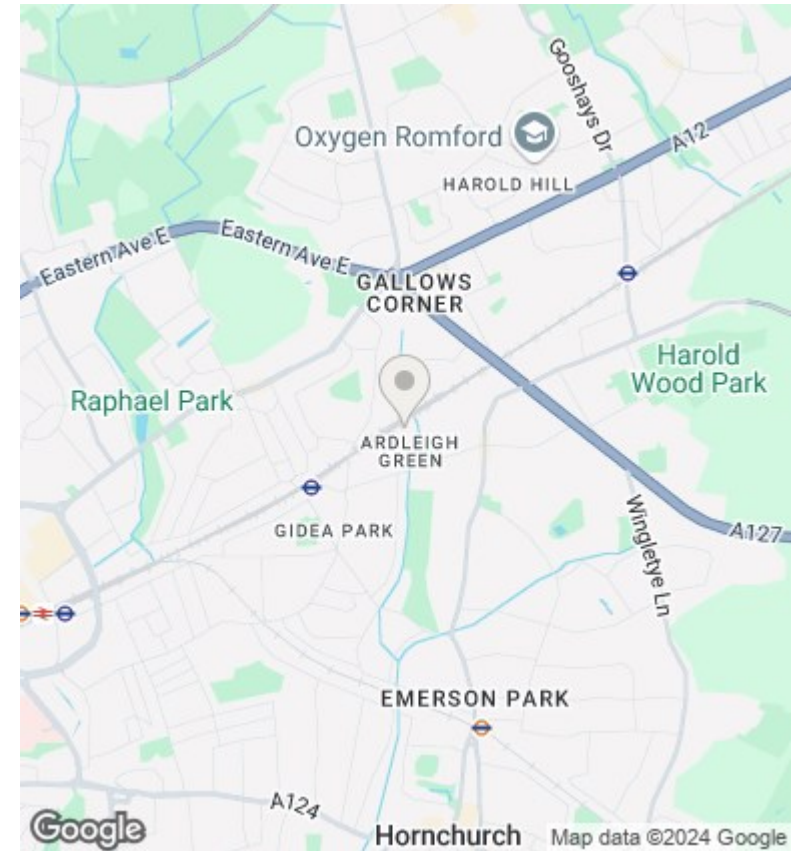 Gooshays Dr
Oxygen Romford
A12
HAROLD HILL
Eastern Ave E
Eastern Ave E
GALLOWS
CORNER
Harold
Wood Park
Raphael Park
ARDLEIGH
GREEN
GIDEA PARK
A127
Wingletye Ln
EMERSON PARK
A124
Hornchurch
Google
Map data ©2024 Google